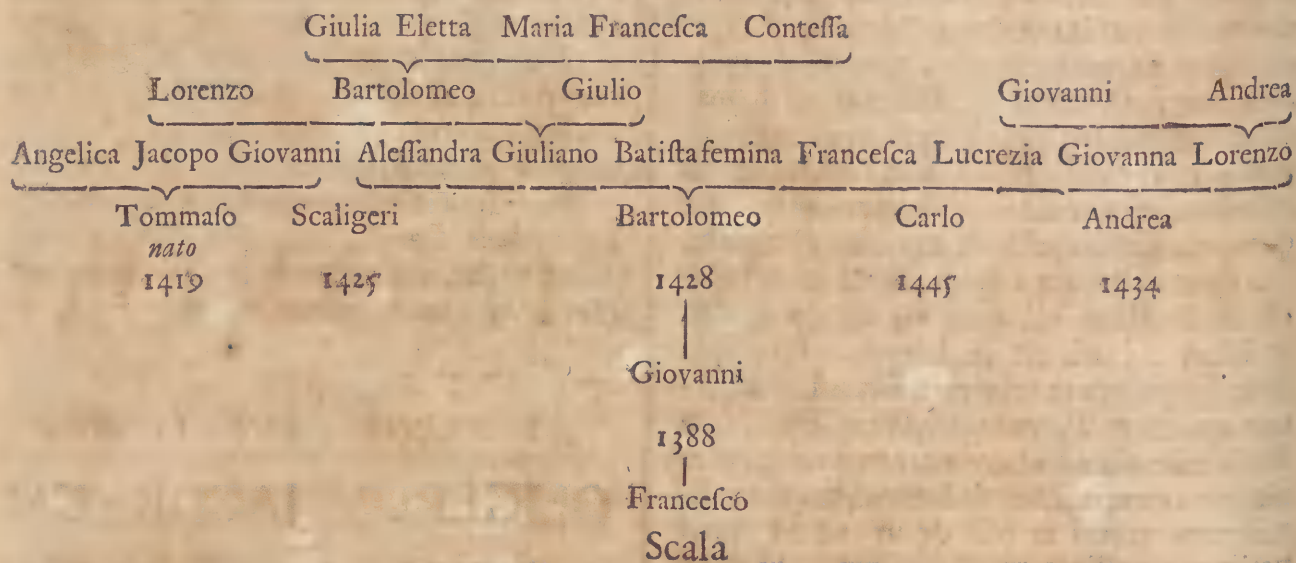 Giulia Eletta Maria Franceſca Conteſſa
Lorenzo Bartolomeo Giulio Giovanni Andrea
Angelica Jacopo Giovanni Aleſſandra Giuliano Batiſta femina Franceſca Lucrezia Giovanna Lorenzo
Tommaſo Scaligeri Bartolomeo Carlo Andrea
nato
1419 1425 1428 1445 1434
Giovanni
1388
Franceſco
Scala